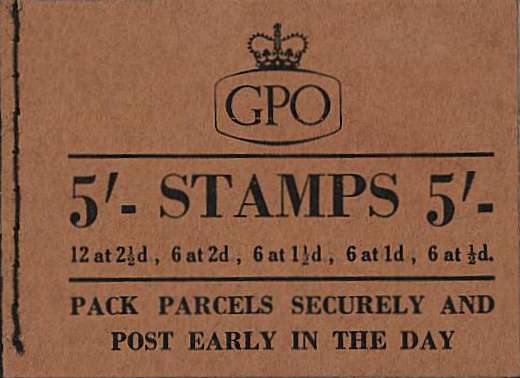 GPO
5'- STAMPS 5'-
12 at 2½d , 6 at 2d , 6 at 1½d , 6 at 1d , 6 at ½d.
PACK PARCELS SECURELY AND
POST EARLY IN THE DAY